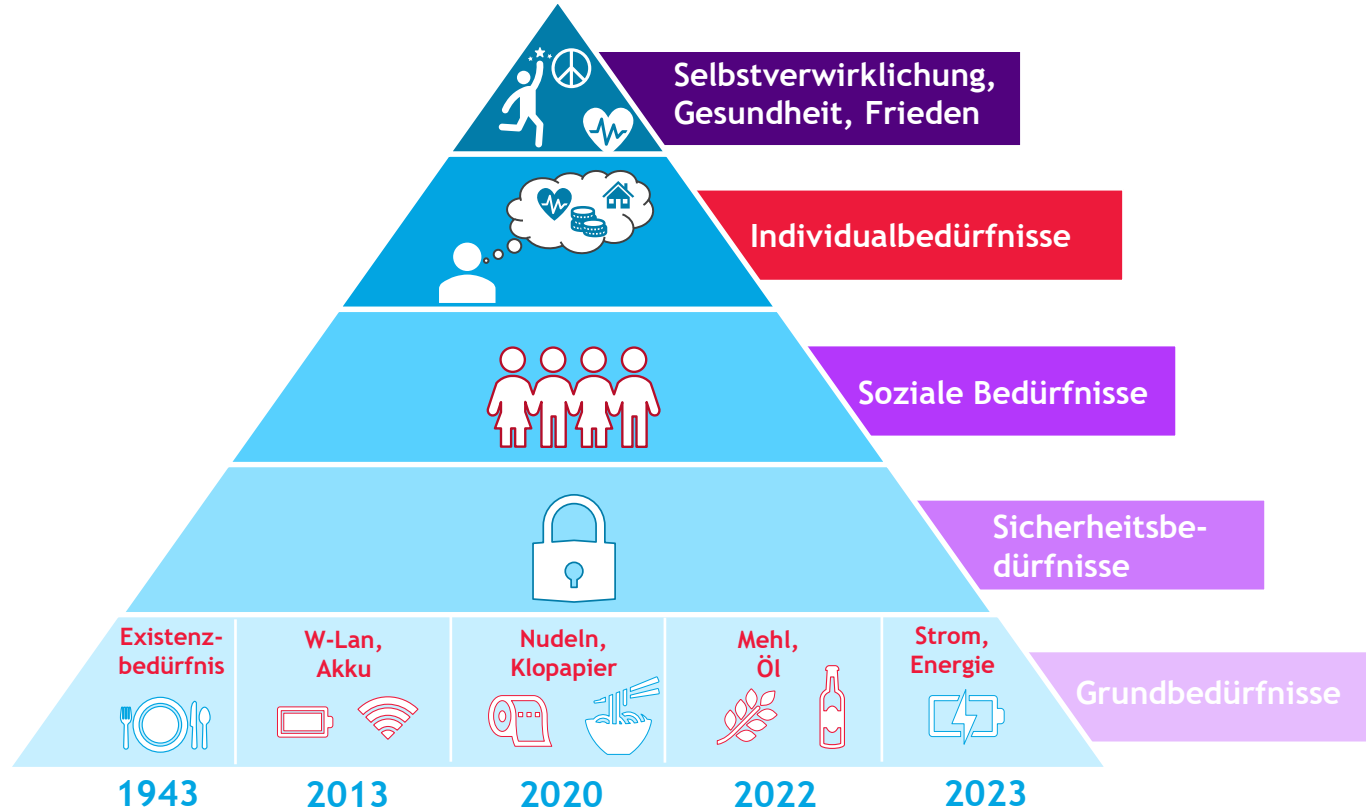 Selbstverwirklichung,
Gesundheit, Frieden
Individualbedürfnisse
Soziale Bedürfnisse
Sicherheitsbe-
dürfnisse
Existenz-
bedürfnis
W-Lan,
Akku
Nudeln,
Klopapier
Mehl,
Öl
Strom,
Energie
Grundbedürfnisse
1943
2013
2020
2022
2023